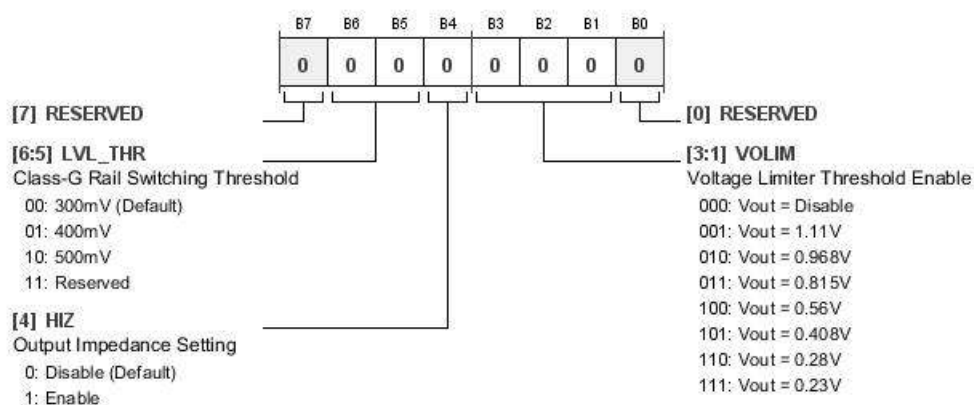 B7 B6 B5 B4 B3 B2 B1 B0
0 0 0 0 0 0 0 0
[7] RESERVED
[6:5] LVL_THR
Class-G Rail Switching Threshold
00: 300mV (Default)
01: 400mV
10: 500mV
11: Reserved
[4] HIZ
Output Impedance Setting
0: Disable (Default)
1: Enable
[0] RESERVED
[3:1] VOLIM
Voltage Limiter Threshold Enable
000: Vout = Disable
001: Vout = 1.11V
010: Vout = 0.968V
011: Vout = 0.815V
100: Vout = 0.56V
101: Vout = 0.408V
110: Vout = 0.28V
111: Vout = 0.23V